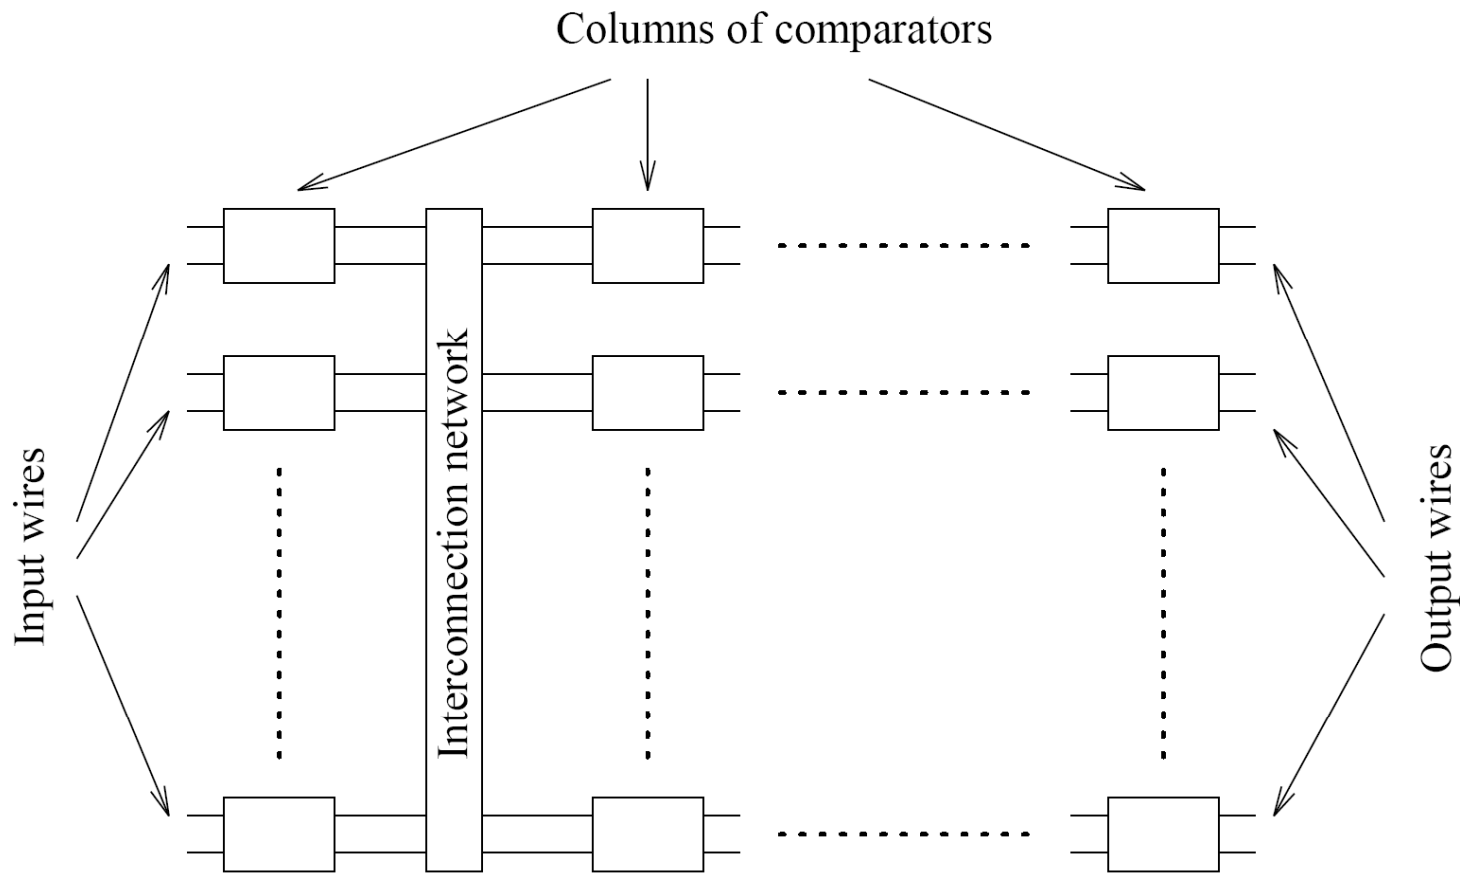 Columns of comparators
Input wires
Interconnection network
Output wires